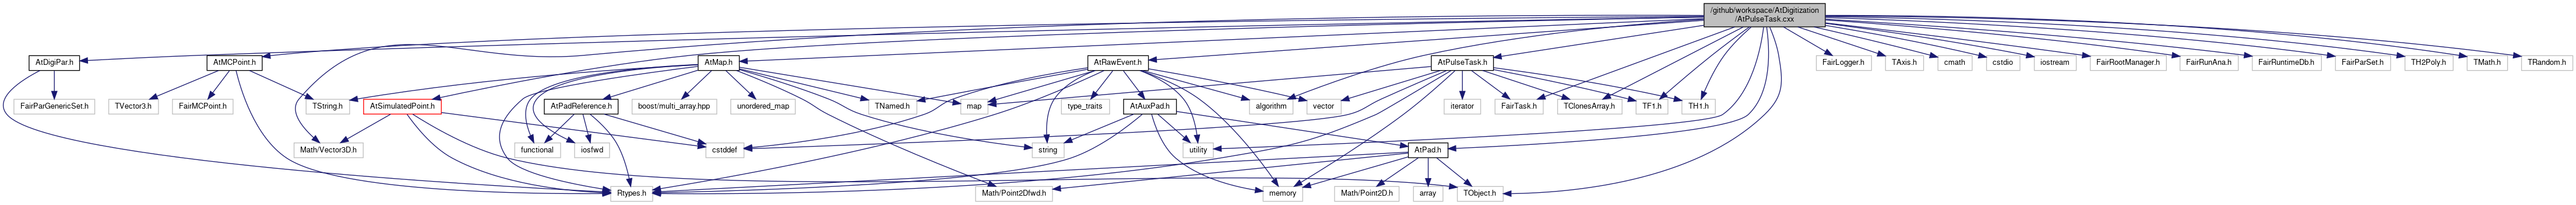 /github/workspace/AtDigitization
/AtPulseTask.cxx
AtDigiPar.h
AtMCPoint.h
AtMap.h
AtRawEvent.h
AtPulseTask.h
FairLogger.h
TAxis.h
cmath
cstdio
iostream
FairRootManager.h
FairRunAna.h
FairRuntimeDb.h
FairParSet.h
TH2Poly.h
TMath.h
TRandom.h
FairParGenericSet.h
TVector3.h
FairMCPoint.h
TString.h
AtSimulatedPoint.h
AtPadReference.h
boost/multi_array.hpp
unordered_map
TNamed.h
map
type_traits
AtAuxPad.h
algorithm
vector
iterator
FairTask.h
TClonesArray.h
TF1.h
TH1.h
Math/Vector3D.h
functional
iosfwd
cstddef
string
utility
AtPad.h
Rtypes.h
Math/Point2Dfwd.h
memory
Math/Point2D.h
array
TObject.h